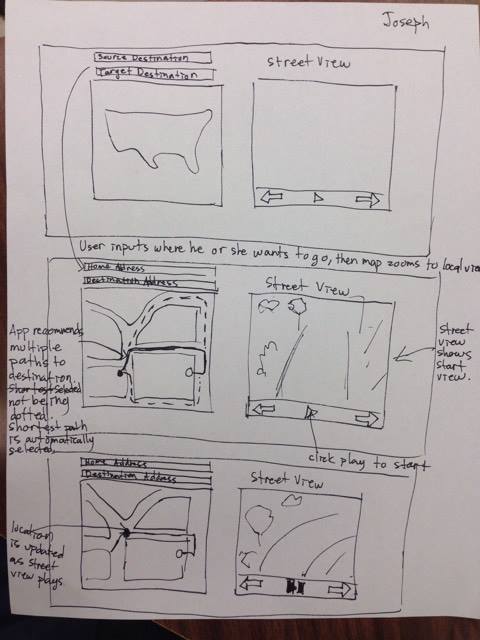 Joseph
Source Destination
Target Destination
Street View
User inputs where he or she wants to go, then map zooms to local view
Home Address
Destination Address
Street View
App recommends
multiple
paths to
destination.
Shortest Selected
not being
dotted.
Shortest path
is automatically
selected.
Street
view
shows
start
view.
click play to start
Home Address
Destination Address
Street View
location
is updated
as street
view plays